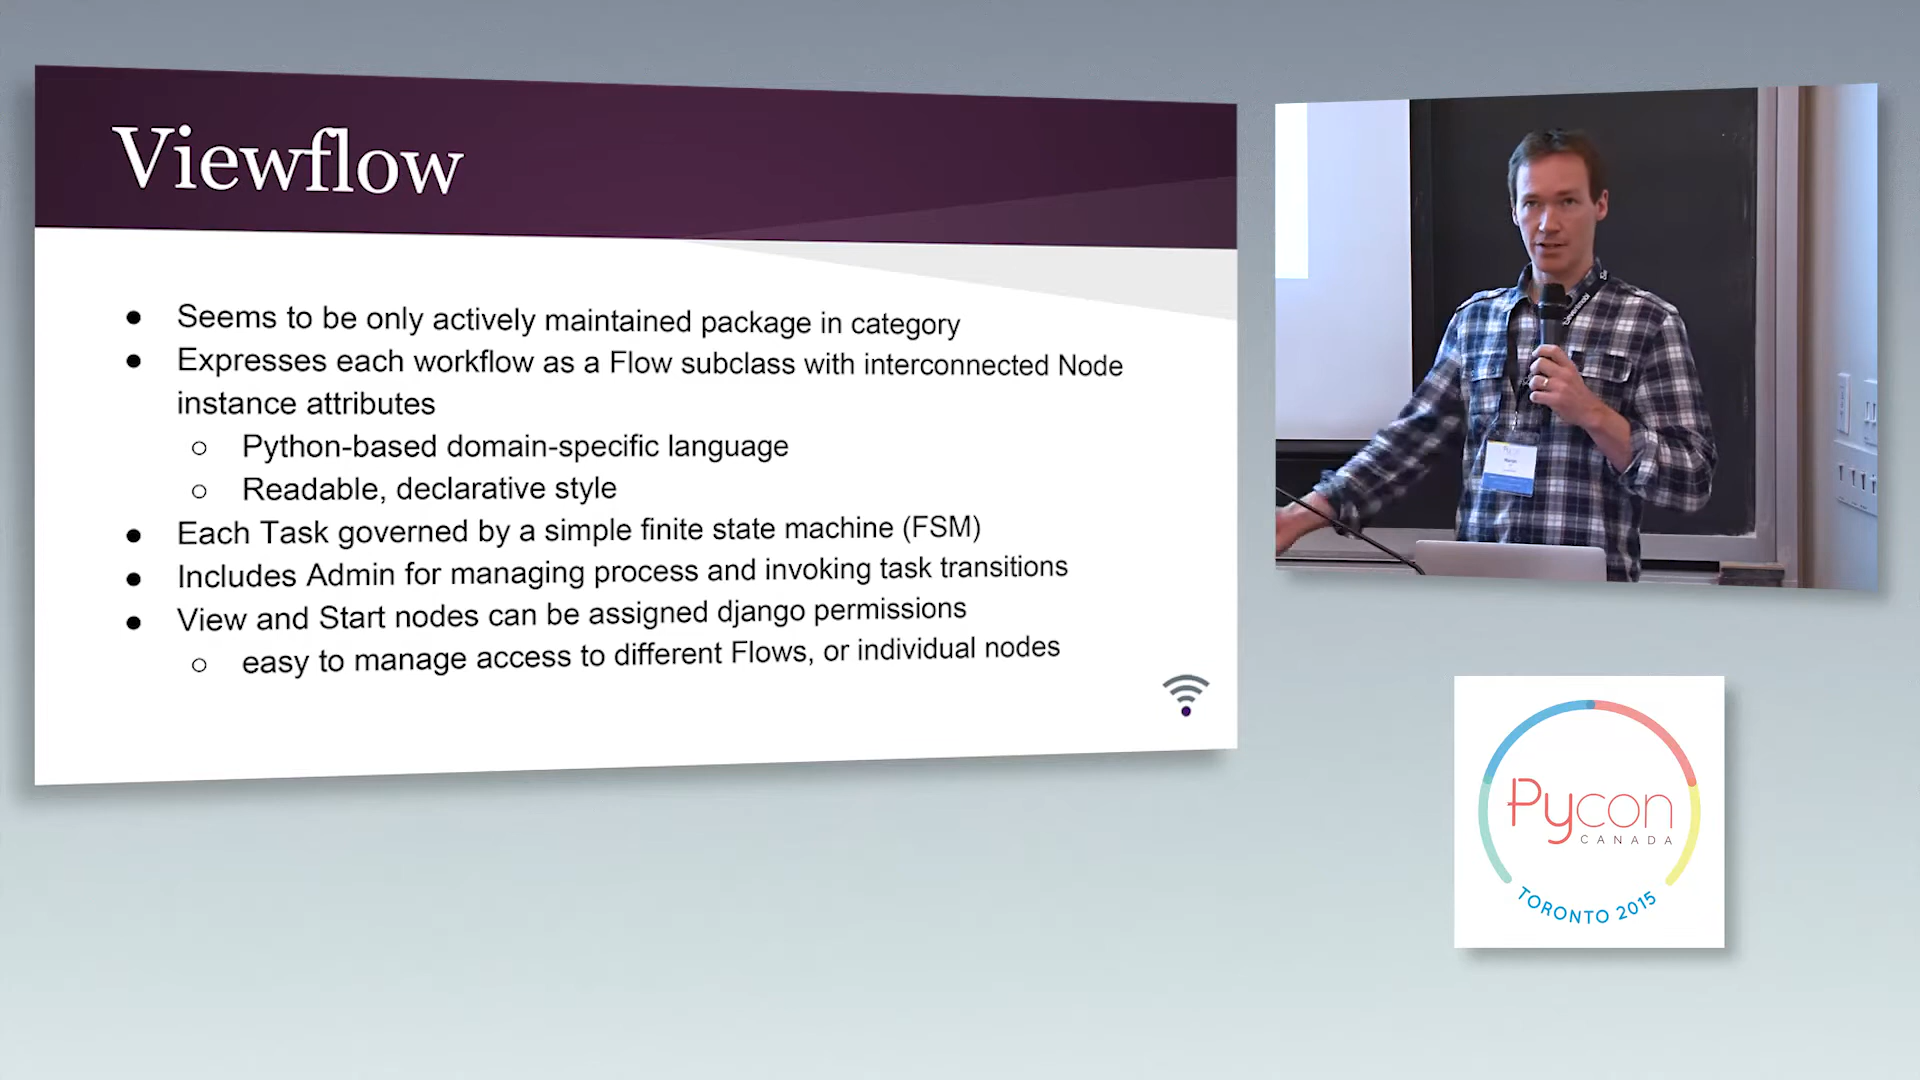 Viewflow
● Seems to be only actively maintained package in category
● Expresses each workflow as a Flow subclass with interconnected Node
instance attributes
○ Python-based domain-specific language
○ Readable, declarative style
● Each Task governed by a simple finite state machine (FSM)
● Includes Admin for managing process and invoking task transitions
● View and Start nodes can be assigned django permissions
○ easy to manage access to different Flows, or individual nodes
Pycon
CANADA
TORONTO 2015